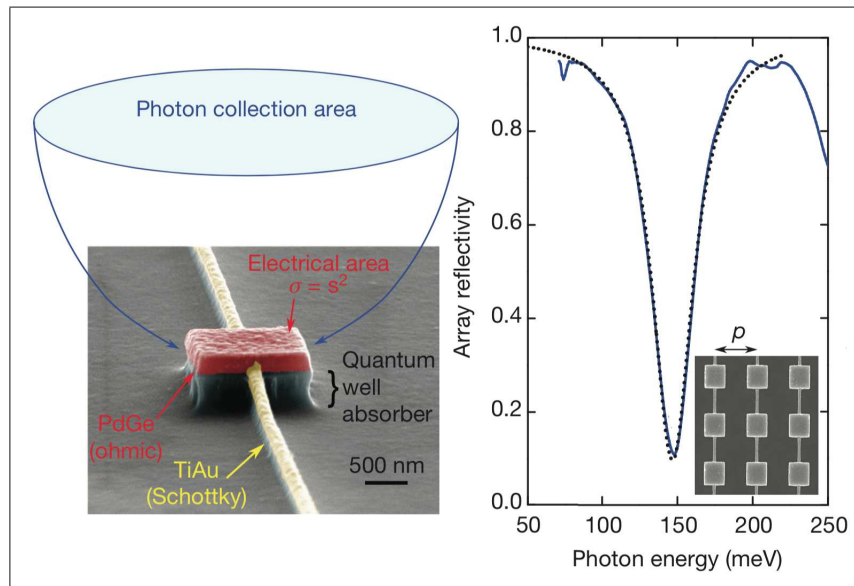 Photon collection area
Electrical area
σ = s²
Quantum
well
absorber
PdGe
(ohmic)
TiAu
(Schottky)
500 nm
Array reflectivity
1.0
0.8
0.6
0.4
0.2
0.0
p
50
100
150
200
250
Photon energy (meV)